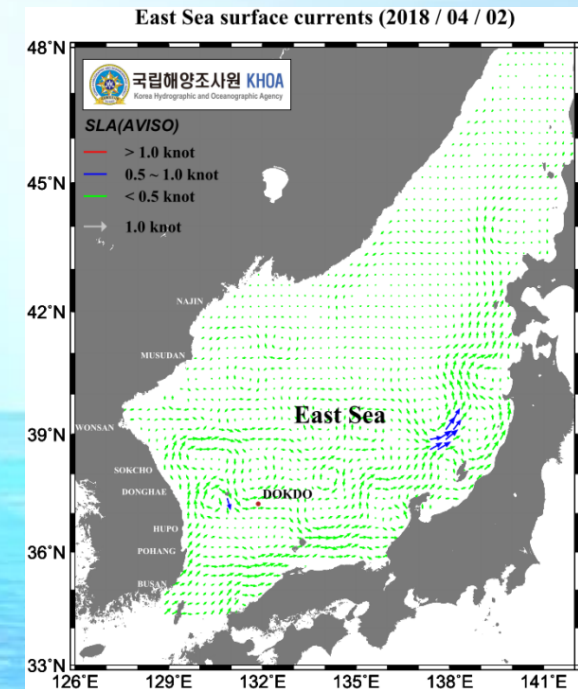 East Sea surface currents (2018 / 04 / 02)
48°N
국립해양조사원 KHOA
Korea Hydrographic and Oceanographic Agency
SLA(AVISO)
> 1.0 knot
0.5 ~ 1.0 knot
< 0.5 knot
1.0 knot
45°N
NAJIN
42°N
MUSUDAN
East Sea
WONSAN
39°N
SOKCHO
DONGHAE
DOKDO
HUPO
36°N
POHANG
BUSAN
33°N
126°E
129°E
132°E
135°E
138°E
141°E